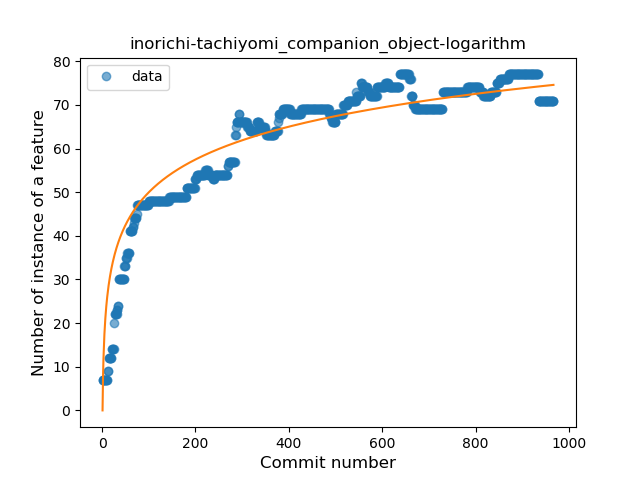 inorichi-tachiyomi_companion_object-logarithm
data
Number of instance of a feature
80
70
60
50
40
30
20
10
0
0 200 400 600 800 1000
Commit number